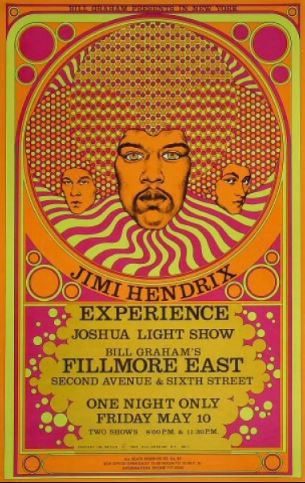 BILL GRAHAM PRESENTS IN NEW YORK
JIMI HENDRIX
EXPERIENCE
JOSHUA LIGHT SHOW
BILL GRAHAM'S
FILLMORE EAST
SECOND AVENUE & SIXTH STREET
ONE NIGHT ONLY
FRIDAY MAY 10
TWO SHOWS 8:00 P.M. & 11:30 P.M.